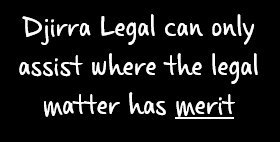 Djirra Legal can only
assist where the legal
matter has merit